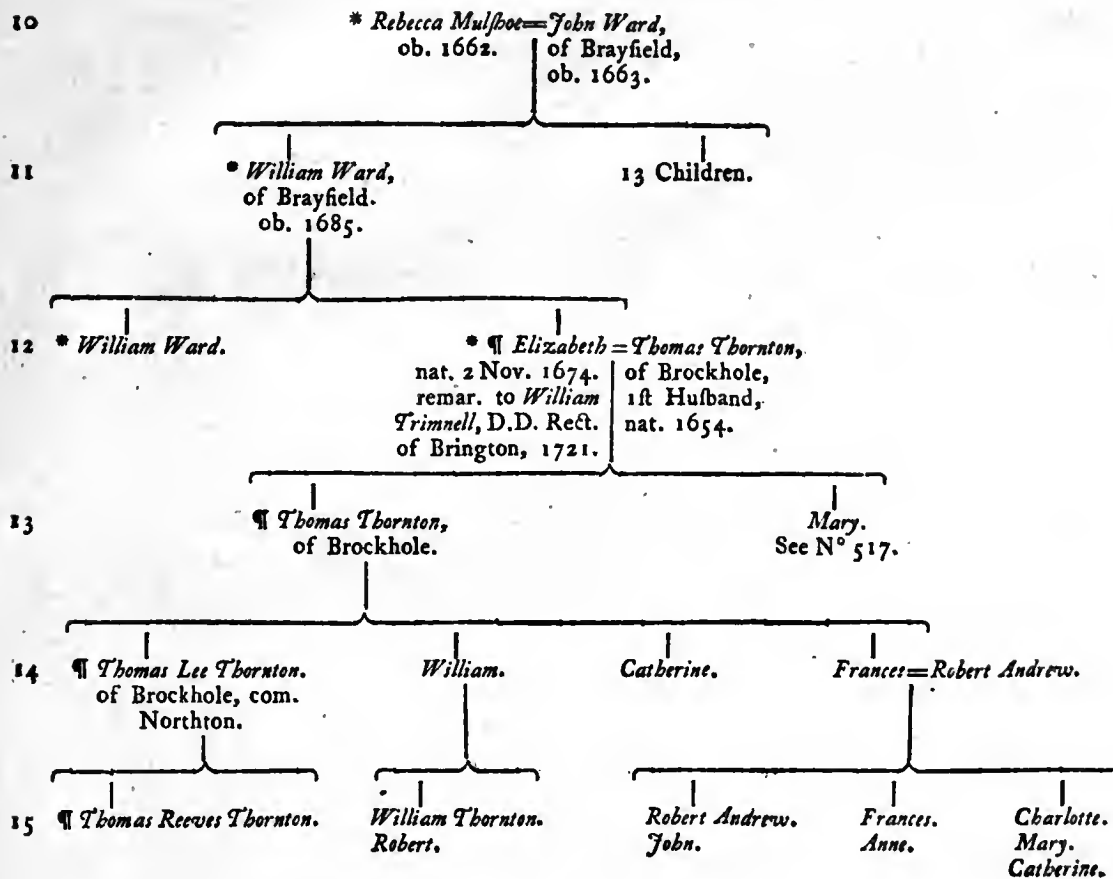 10
* Rebecca Mulſhoe=John Ward,
ob. 1662. of Brayfield,
ob. 1663.
11
* William Ward,
of Brayfield.
ob. 1685.
13 Children.
12
* William Ward.
* ¶ Elizabeth = Thomas Thornton,
nat. 2 Nov. 1674. of Brockhole,
remar. to William 1ſt Huſband,
Trimnell, D.D. Rect. nat. 1654.
of Brington, 1721.
13
¶ Thomas Thornton,
of Brockhole.
Mary.
See N° 517.
14
¶ Thomas Lee Thornton.
of Brockhole, com.
Northton.
William.
Catherine.
Frances=Robert Andrew.
15
¶ Thomas Reeves Thornton.
William Thornton.
Robert.
Robert Andrew.
John.
Frances.
Anne.
Charlotte.
Mary.
Catherine.